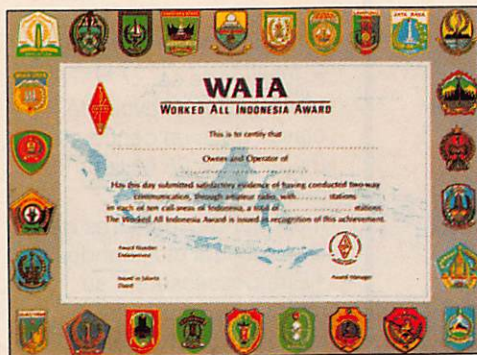 WAIA
WORKED ALL INDONESIA AWARD
This is to certify that
Owner and Operator of
Has this day submitted satisfactory evidence of having conducted two-way
communication, through amateur radio, with ........ stations
in each of ten call-areas of Indonesia, a total of ........ stations.
The Worked All Indonesia Award is issued in recognition of this achievement.
Award Number :
Endorsement :
Issued in Jakarta
Dated :
Award Manager